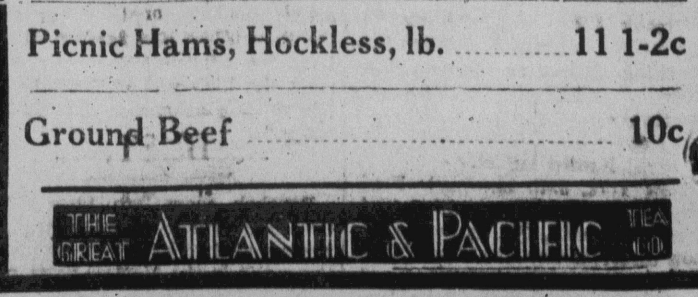 Picnic Hams, Hockless, lb. ............ 11 1-2c
Ground Beef ........................ 10c
THE GREAT ATLANTIC & PACIFIC TEA CO